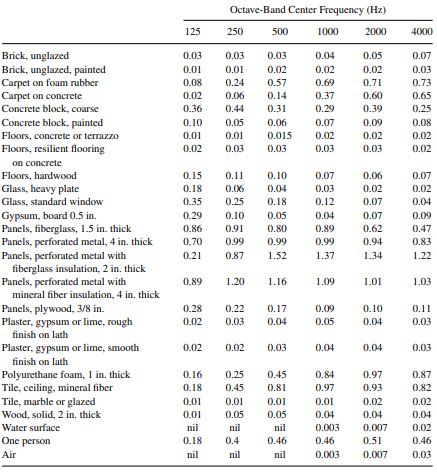 Octave-Band Center Frequency (Hz)
125 250 500 1000 2000 4000
Brick, unglazed 0.03 0.03 0.03 0.04 0.05 0.07
Brick, unglazed, painted 0.01 0.01 0.02 0.02 0.02 0.03
Carpet on foam rubber 0.08 0.24 0.57 0.69 0.71 0.73
Carpet on concrete 0.02 0.06 0.14 0.37 0.60 0.65
Concrete block, coarse 0.36 0.44 0.31 0.29 0.39 0.25
Concrete block, painted 0.10 0.05 0.06 0.07 0.09 0.08
Floors, concrete or terrazzo 0.01 0.01 0.015 0.02 0.02 0.02
Floors, resilient flooring 0.02 0.03 0.03 0.03 0.03 0.02
on concrete
Floors, hardwood 0.15 0.11 0.10 0.07 0.06 0.07
Glass, heavy plate 0.18 0.06 0.04 0.03 0.02 0.02
Glass, standard window 0.35 0.25 0.18 0.12 0.07 0.04
Gypsum, board 0.5 in. 0.29 0.10 0.05 0.04 0.07 0.09
Panels, fiberglass, 1.5 in. thick 0.86 0.91 0.80 0.89 0.62 0.47
Panels, perforated metal, 4 in. thick 0.70 0.99 0.99 0.99 0.94 0.83
Panels, perforated metal with 0.21 0.87 1.52 1.37 1.34 1.22
fiberglass insulation, 2 in. thick
Panels, perforated metal with 0.89 1.20 1.16 1.09 1.01 1.03
mineral fiber insulation, 4 in. thick
Panels, plywood, 3/8 in. 0.28 0.22 0.17 0.09 0.10 0.11
Plaster, gypsum or lime, rough 0.02 0.03 0.04 0.05 0.04 0.03
finish on lath
Plaster, gypsum or lime, smooth 0.02 0.02 0.03 0.04 0.04 0.03
finish on lath
Polyurethane foam, 1 in. thick 0.16 0.25 0.45 0.84 0.97 0.87
Tile, ceiling, mineral fiber 0.18 0.45 0.81 0.97 0.93 0.82
Tile, marble or glazed 0.01 0.01 0.01 0.01 0.02 0.02
Wood, solid, 2 in. thick 0.01 0.05 0.05 0.04 0.04 0.04
Water surface nil nil nil 0.003 0.007 0.02
One person 0.18 0.4 0.46 0.46 0.51 0.46
Air nil nil nil 0.003 0.007 0.03